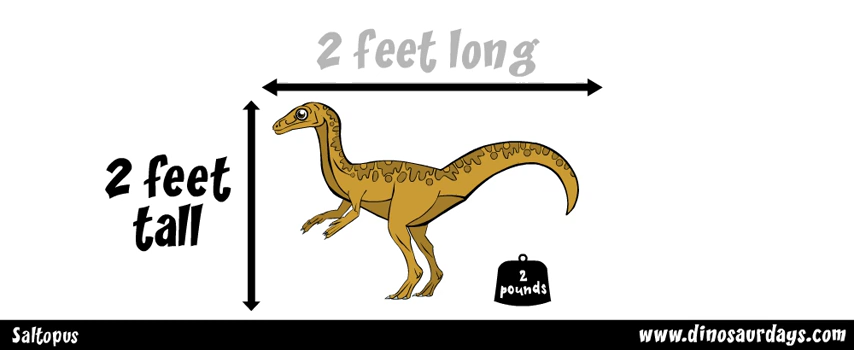 2 feet long
2 feet
tall
2
pounds
Saltopus
www.dinosaurdays.com